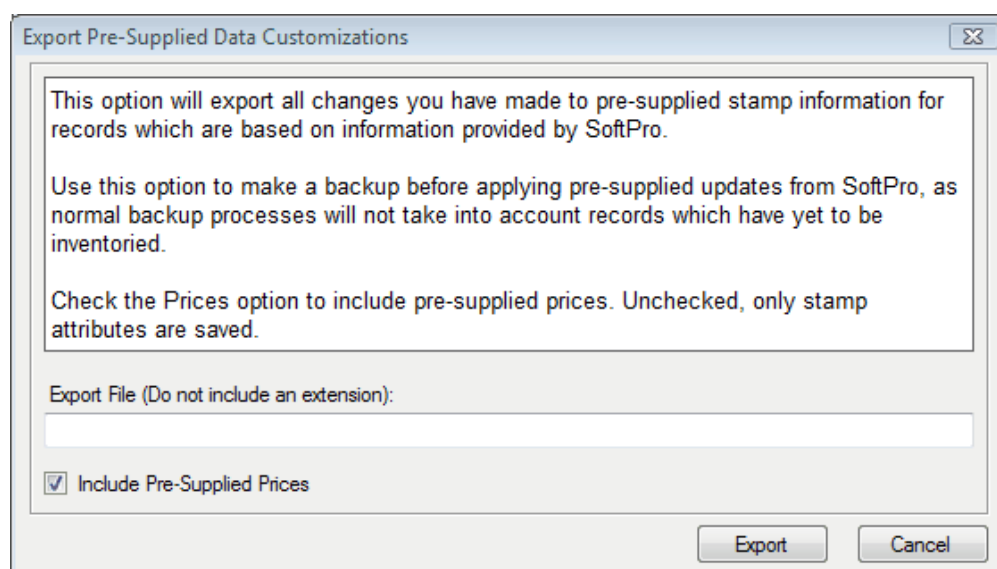 Export Pre-Supplied Data Customizations
This option will export all changes you have made to pre-supplied stamp information for
records which are based on information provided by SoftPro.
Use this option to make a backup before applying pre-supplied updates from SoftPro, as
normal backup processes will not take into account records which have yet to be
inventoried.
Check the Prices option to include pre-supplied prices. Unchecked, only stamp
attributes are saved.
Export File (Do not include an extension):
Include Pre-Supplied Prices
Export
Cancel